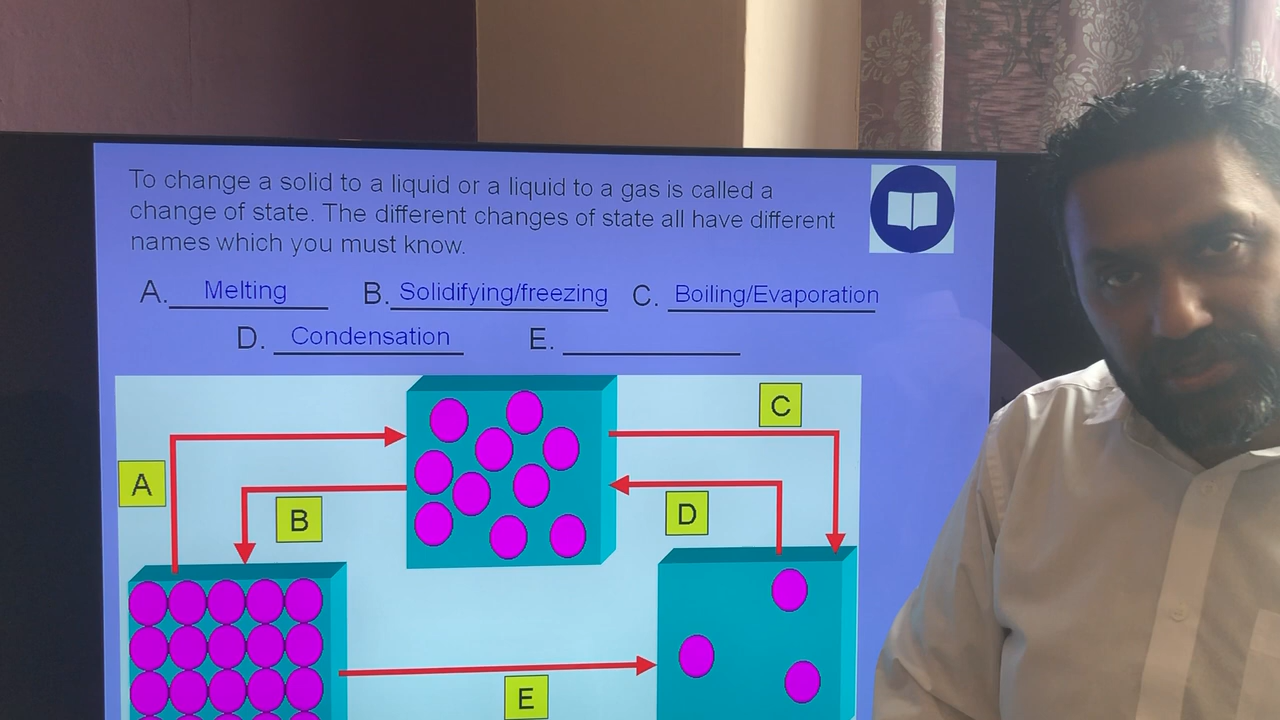 To change a solid to a liquid or a liquid to a gas is called a
change of state. The different changes of state all have different
names which you must know.
A. Melting B. Solidifying/freezing C. Boiling/Evaporation
D. Condensation E.
C
A
B
D
E